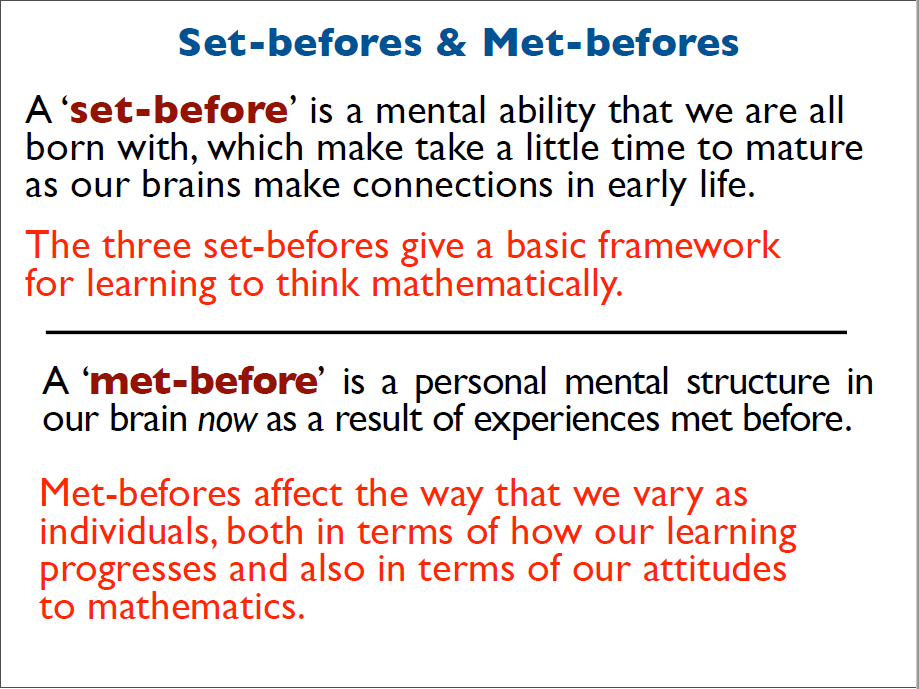 Set-befores & Met-befores
A ‘set-before’ is a mental ability that we are all
born with, which make take a little time to mature
as our brains make connections in early life.
The three set-befores give a basic framework
for learning to think mathematically.
A ‘met-before’ is a personal mental structure in
our brain now as a result of experiences met before.
Met-befores affect the way that we vary as
individuals, both in terms of how our learning
progresses and also in terms of our attitudes
to mathematics.